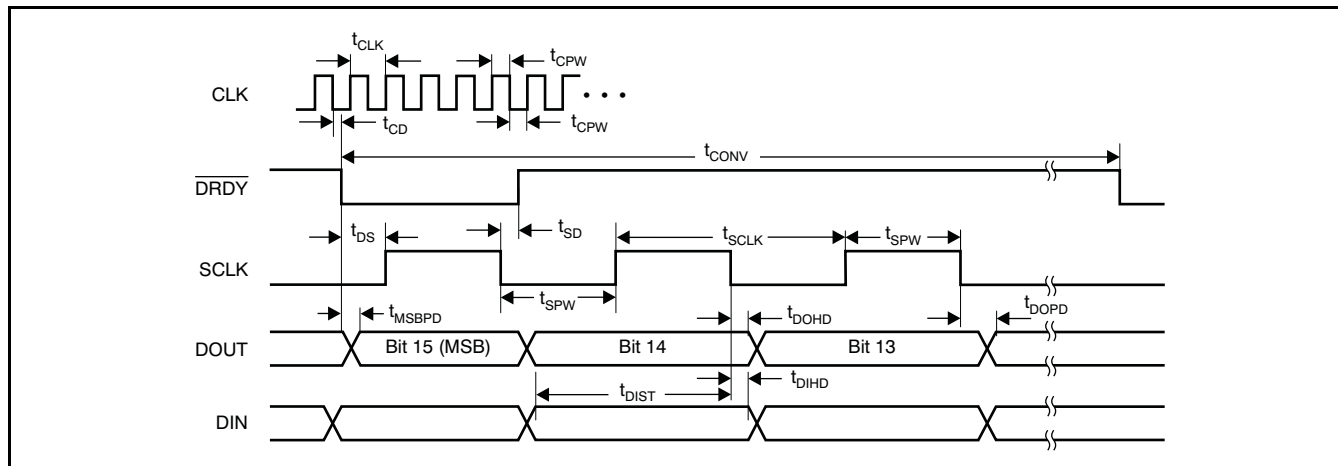 tCLK
tCPW
CLK
• • •
tCD
tCPW
tCONV
DRDY
tDS
tSD
tSCLK
tSPW
SCLK
tSPW
tMSBPD
tDOHD
tDOPD
DOUT
Bit 15 (MSB)
Bit 14
Bit 13
tDIST
tDIHD
DIN